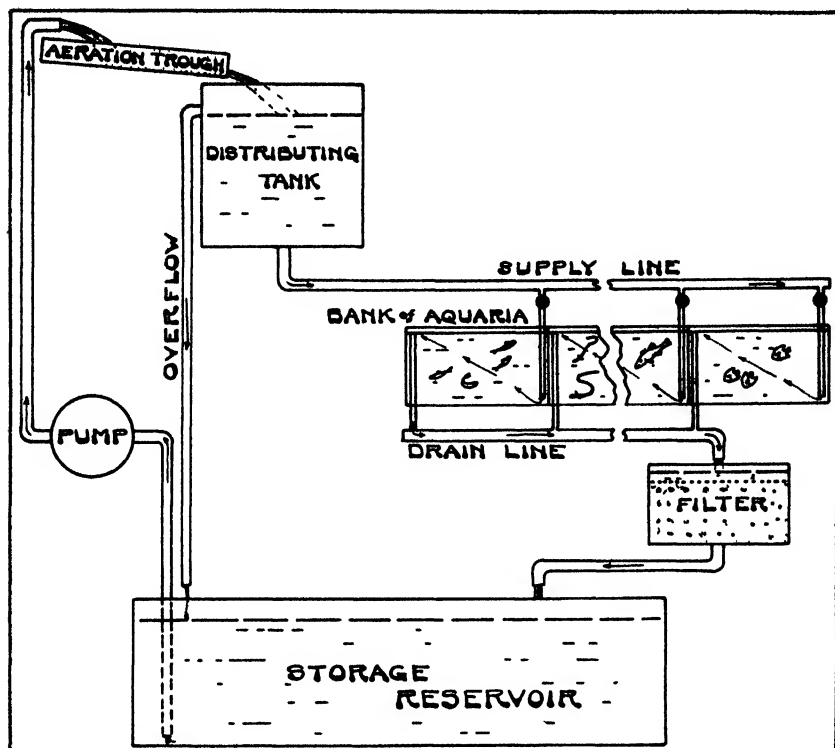 AERATION TROUGH
DISTRIBUTING
TANK
OVERFLOW
SUPPLY LINE
BANK of AQUARIA
PUMP
DRAIN LINE
FILTER
STORAGE
RESERVOIR